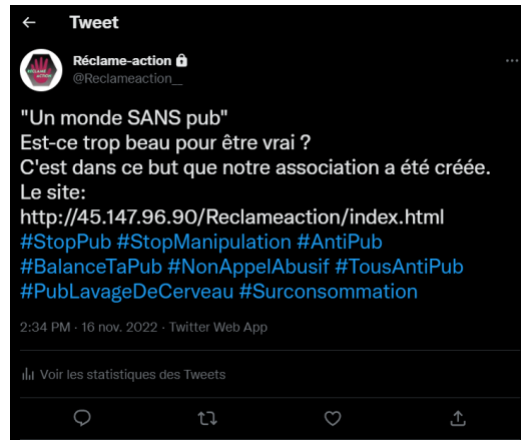 Tweet
Réclame-action
@Reclameaction__
"Un monde SANS pub"
Est-ce trop beau pour être vrai ?
C'est dans ce but que notre association a été créée.
Le site:
http://45.147.96.90/Reclameaction/index.html
#StopPub #StopManipulation #AntiPub
#BalanceTaPub #NonAppelAbusif #TousAntiPub
#PubLavageDeCerveau #Surconsommation
2:34 PM · 16 nov. 2022 · Twitter Web App
Voir les statistiques des Tweets